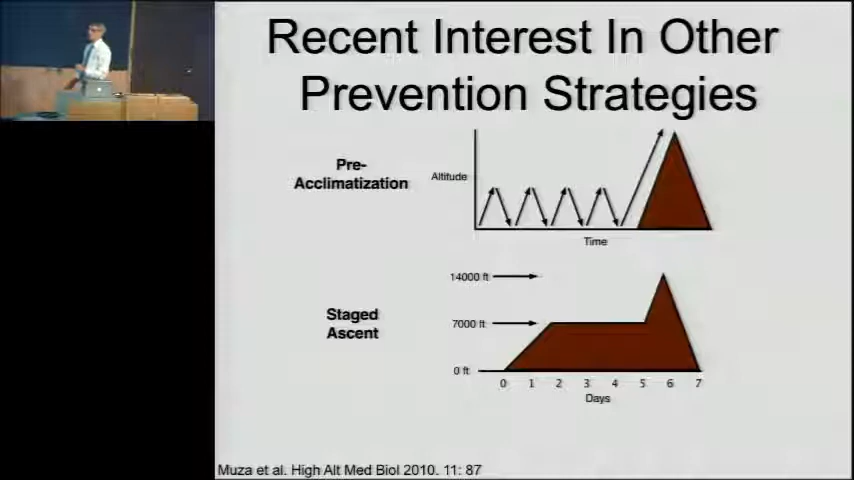 Recent Interest In Other
Prevention Strategies
Pre-
Acclimatization
Altitude
Time
14000 ft
7000 ft
0 ft
Staged
Ascent
0 1 2 3 4 5 6 7
Days
Muza et al. High Alt Med Biol 2010. 11: 87